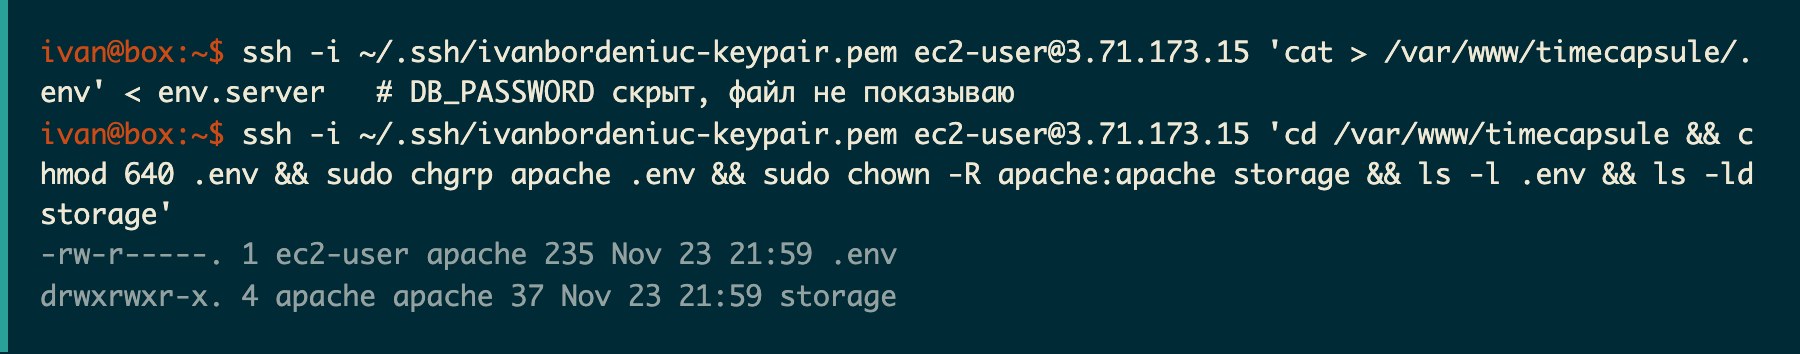 ivan@box:~$ ssh -i ~/.ssh/ivanbordeniuc-keypair.pem ec2-user@3.71.173.15 'cat > /var/www/timecapsule/.
env' < env.server   # DB_PASSWORD скрыт, файл не показываю
ivan@box:~$ ssh -i ~/.ssh/ivanbordeniuc-keypair.pem ec2-user@3.71.173.15 'cd /var/www/timecapsule && c
hmod 640 .env && sudo chgrp apache .env && sudo chown -R apache:apache storage && ls -l .env && ls -ld
storage'
-rw-r-----. 1 ec2-user apache 235 Nov 23 21:59 .env
drwxrwxr-x. 4 apache apache 37 Nov 23 21:59 storage